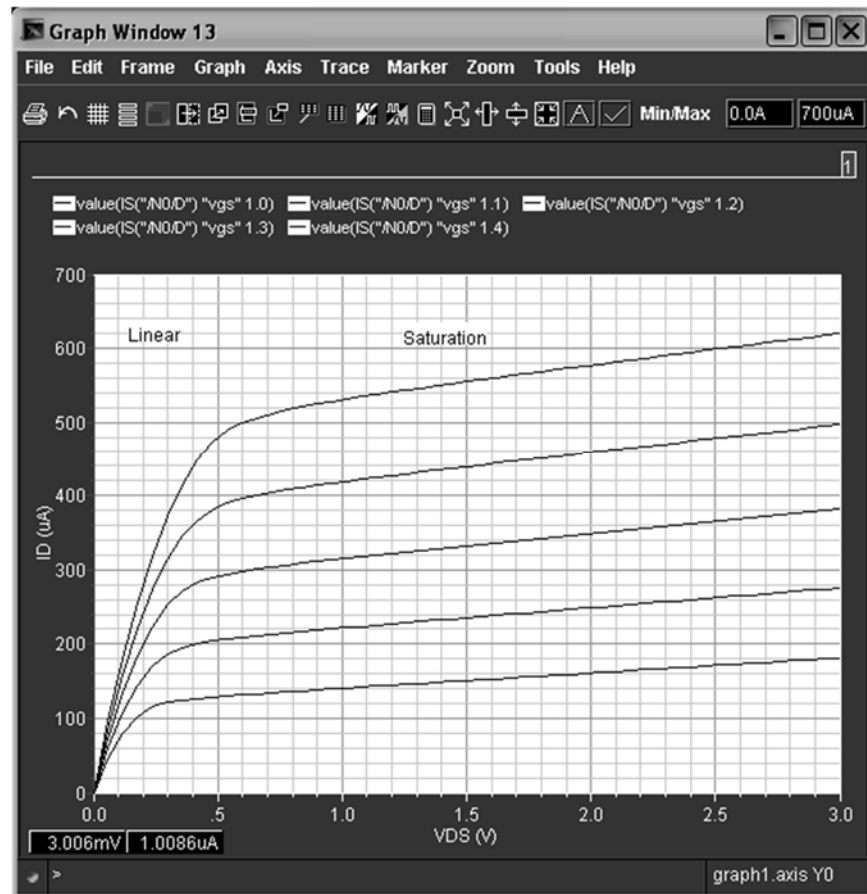 Graph Window 13
File Edit Frame Graph Axis Trace Marker Zoom Tools Help
Min/Max 0.0A 700uA
1
value(IS("/N0/D") "vgs" 1.0) value(IS("/N0/D") "vgs" 1.1) value(IS("/N0/D") "vgs" 1.2)
value(IS("/N0/D") "vgs" 1.3) value(IS("/N0/D") "vgs" 1.4)
700
Linear Saturation
600
500
400
ID (uA)
300
200
100
0
0.0 .5 1.0 1.5 2.0 2.5 3.0
VDS (V)
3.006mV 1.0086uA
> graph1.axis Y0